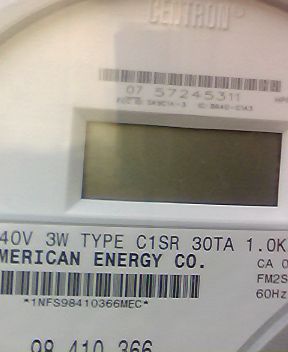 CENTRON®
07 57245311
40V 3W TYPE C1SR 30TA 1.0K
MERICAN ENERGY CO.
CA 0
FM2S
60Hz
*1NFS98410366MEC*
98 410 366